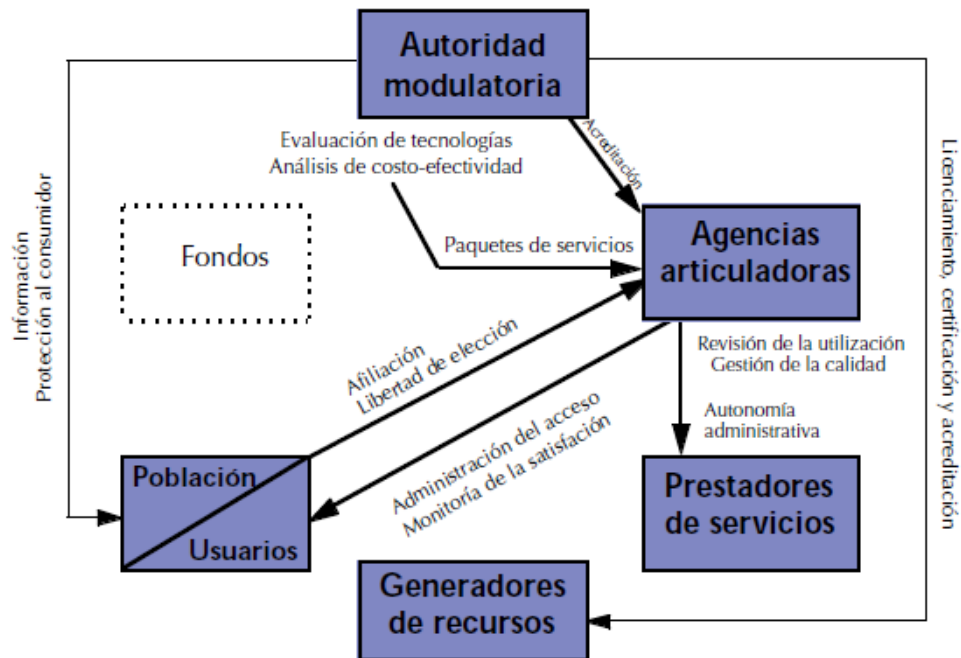 Autoridad
modulatoria
Evaluación de tecnologías
Análisis de costo-efectividad
Acreditación
Fondos
Paquetes de servicios
Agencias
articuladoras
Información
Protección al consumidor
Licenciamiento, certificación y acreditación
Afiliación
Libertad de elección
Revisión de la utilización
Gestión de la calidad
Administración del acceso
Monitoría de la satisfacción
Autonomía
administrativa
Población
Usuarios
Prestadores
de servicios
Generadores
de recursos